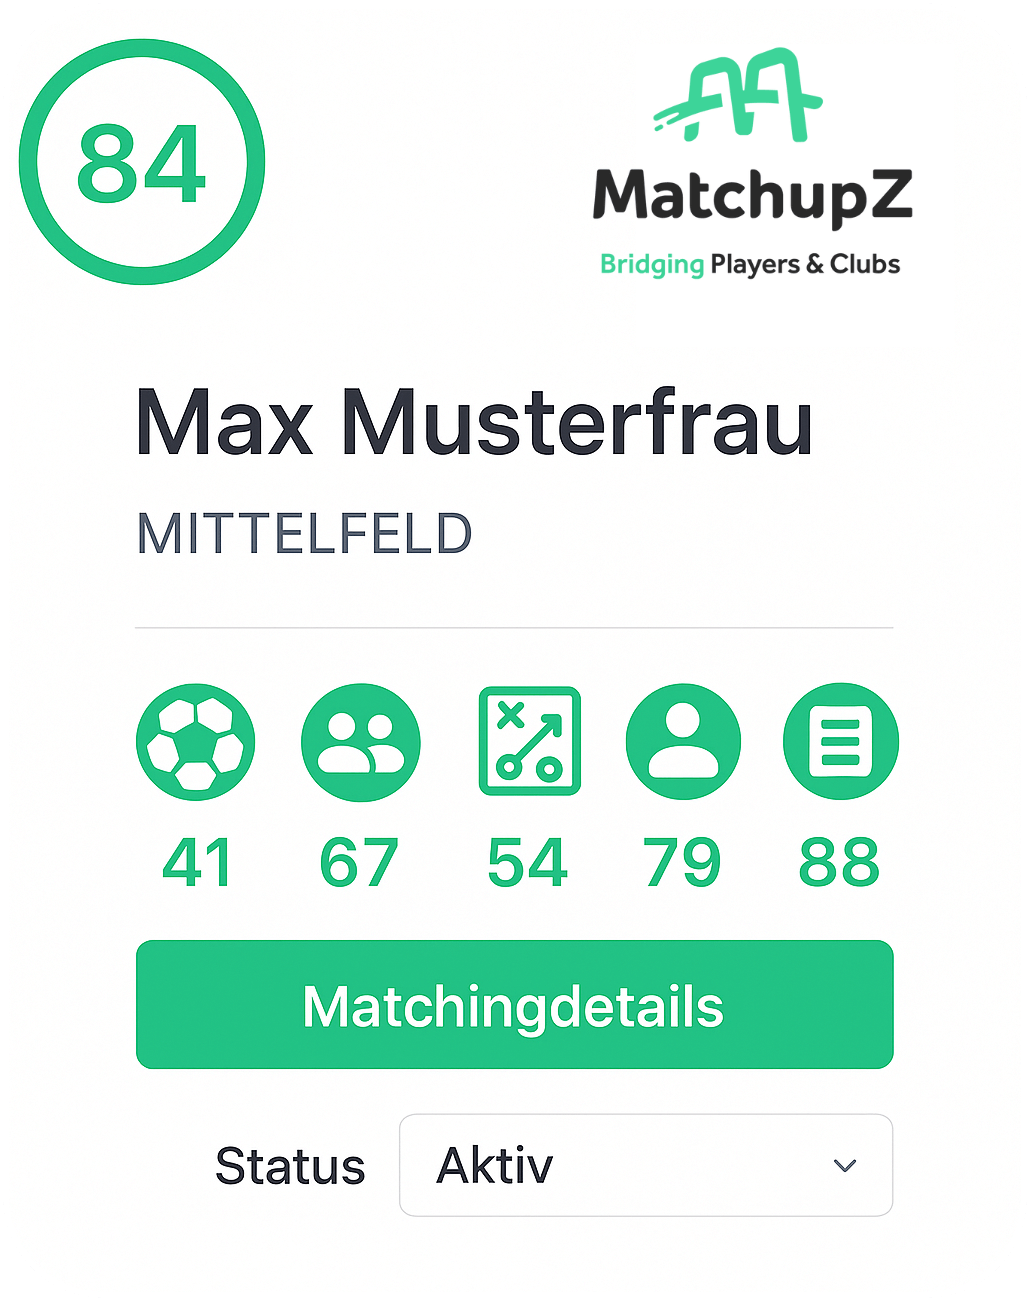 84
MatchupZ
Bridging Players & Clubs
Max Musterfrau
MITTELFELD
41 67 54 79 88
Matchingdetails
Status Aktiv